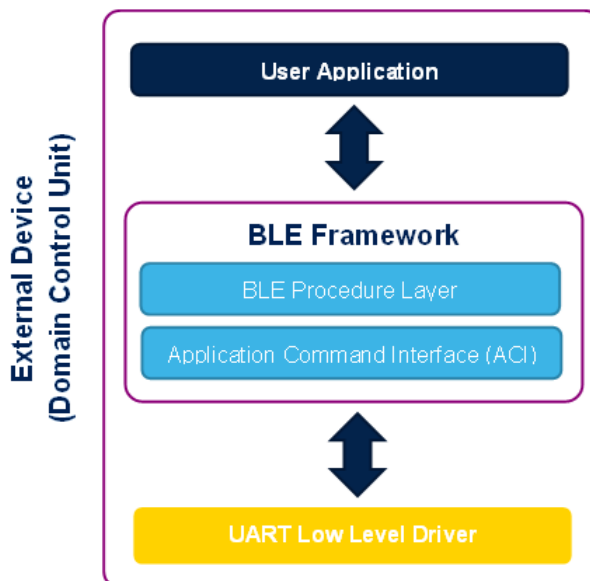 External Device
(Domain Control Unit)
User Application
BLE Framework
BLE Procedure Layer
Application Command Interface (ACI)
UART Low Level Driver